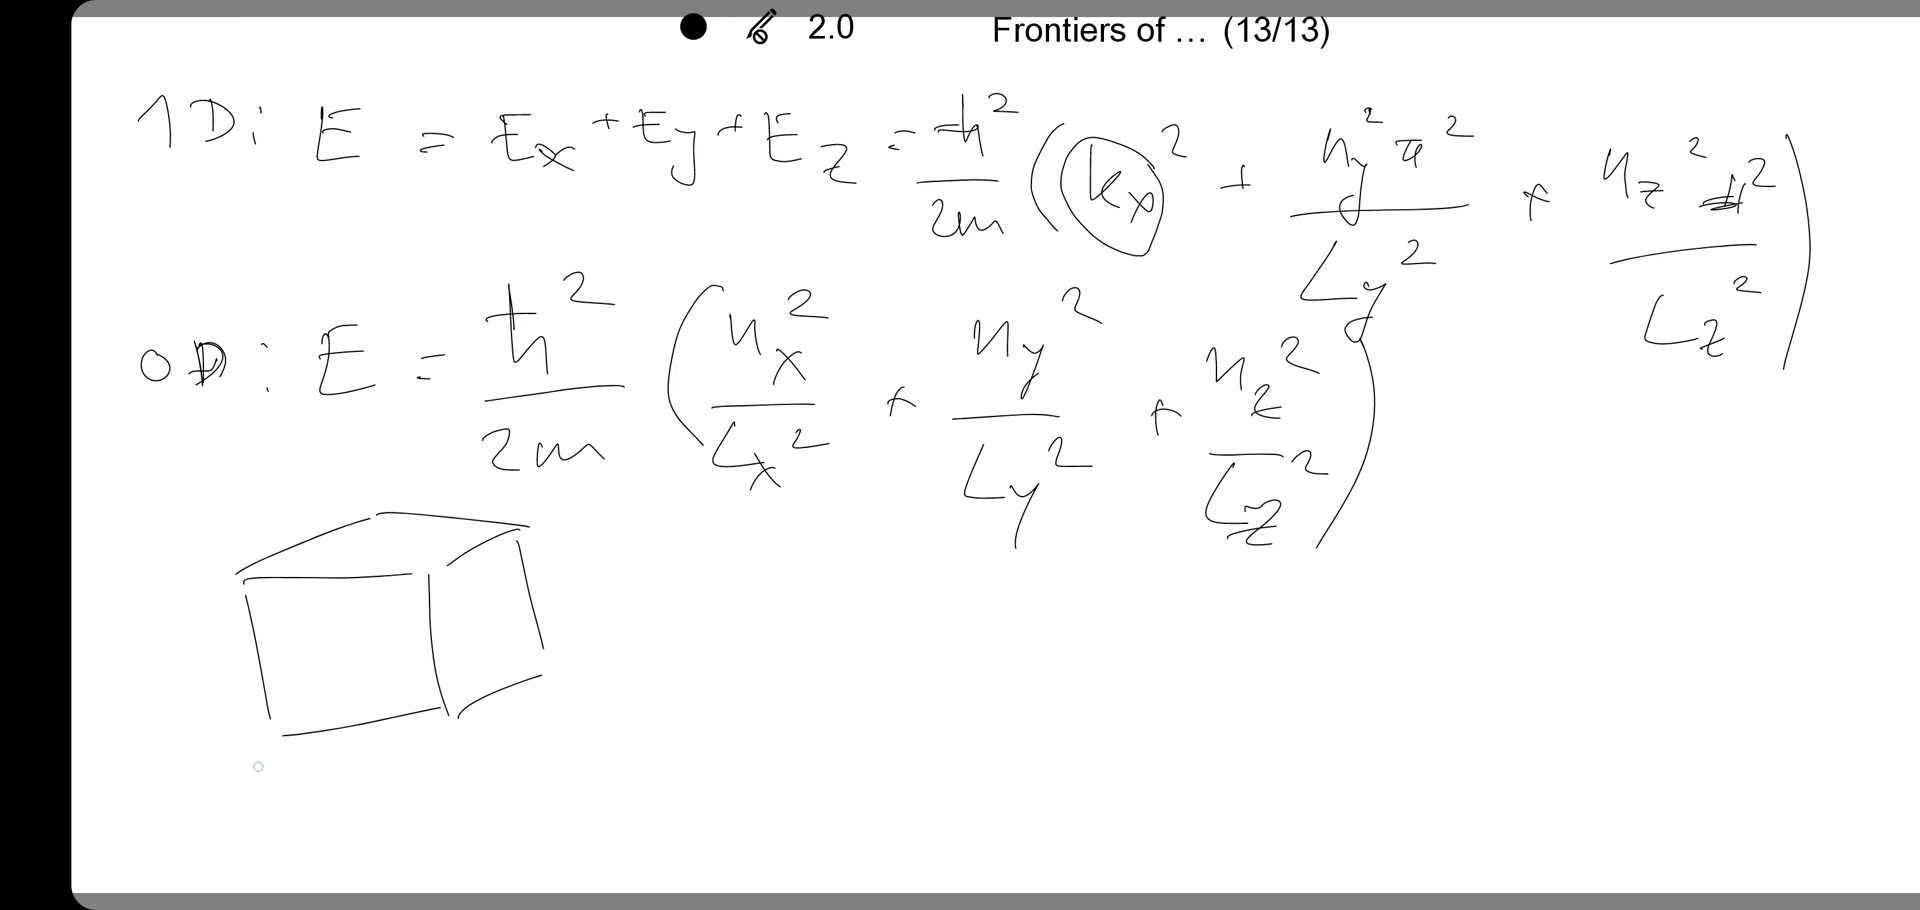 2.0 Frontiers of ... (13/13)
1D: E = Ex + Ey + Ez = ħ²/2m (kx² + ny²π²/Ly² + nz²π²/Lz²)
0D: E = ħ²/2m (nx²/Lx² + ny²/Ly² + nz²/Lz²)